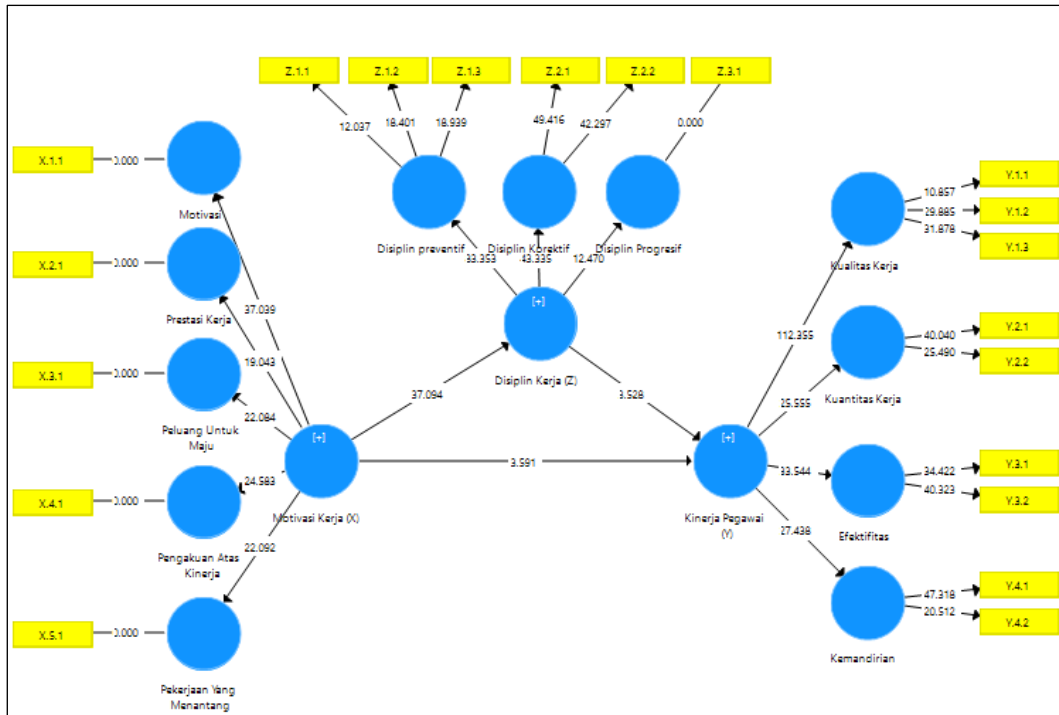 Z.1.1 Z.1.2 Z.1.3 Z.2.1 Z.2.2 Z.3.1
12.037 18.401 18.939 49.416 42.297 0.000
X.1.1 0.000
Motivasi
X.2.1 0.000
Prestasi Kerja
X.3.1 0.000
Peluang Untuk
Maju
X.4.1 0.000
Pengakuan Atas
Kinerja
X.5.1 0.000
Pekerjaan Yang
Menantang
37.039
19.043
22.084
24.583
22.092
[+]
Motivasi Kerja (X)
Disiplin preventif Disiplin Korektif Disiplin Progresif
33.353 43.335 12.470
[+]
Disiplin Kerja (Z)
37.094
3.528
3.591
[+]
Kinerja Pegawai
(Y)
112.355
25.555
33.544
27.438
Kualitas Kerja
10.857 Y.1.1
29.885 Y.1.2
31.878 Y.1.3
Kuantitas Kerja
40.040 Y.2.1
25.490 Y.2.2
Efektifitas
34.422 Y.3.1
40.323 Y.3.2
Kemandirian
47.318 Y.4.1
20.512 Y.4.2